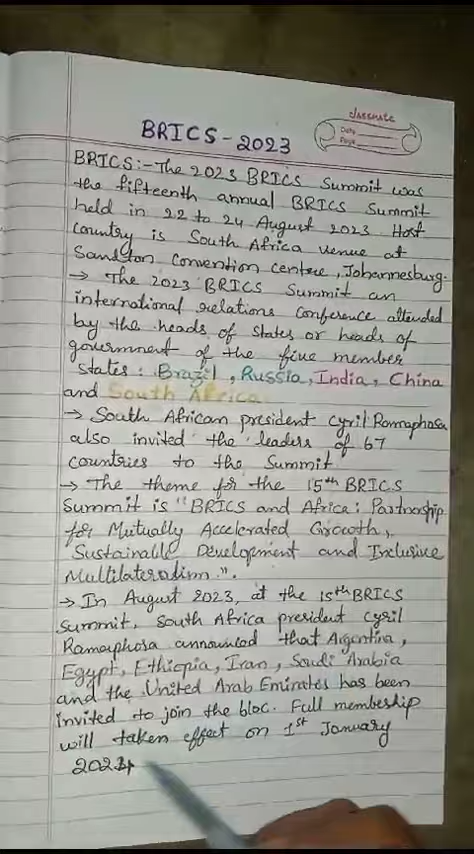 classmate
Date
Page
BRICS-2023
BRICS:- The 2023 BRICS Summit was
the fifteenth annual BRICS Summit
held in 22 to 24 August 2023. Host
country is South Africa venue at
Sandton Convention centre, Johannesburg.
→ The 2023 BRICS Summit an
international relations conference attended
by the heads of states or heads of
government of the five member
states: Brazil, Russia, India, China
and South Africa.
→ South African president cyril Ramaphosa
also invited the leaders of 67
countries to the Summit
→ The theme for the 15th BRICS
Summit is "BRICS and Africa: Partnership
for Mutually Accelerated Growth,
Sustainable Development and Inclusive
Multilateralism".
→ In August 2023, at the 15th BRICS
Summit, South Africa president cyril
Ramaphosa announced that Argentina,
Egypt, Ethiopia, Iran, Saudi Arabia
and the United Arab Emirates has been
invited to join the bloc. Full membership
will taken effect on 1st January
2024